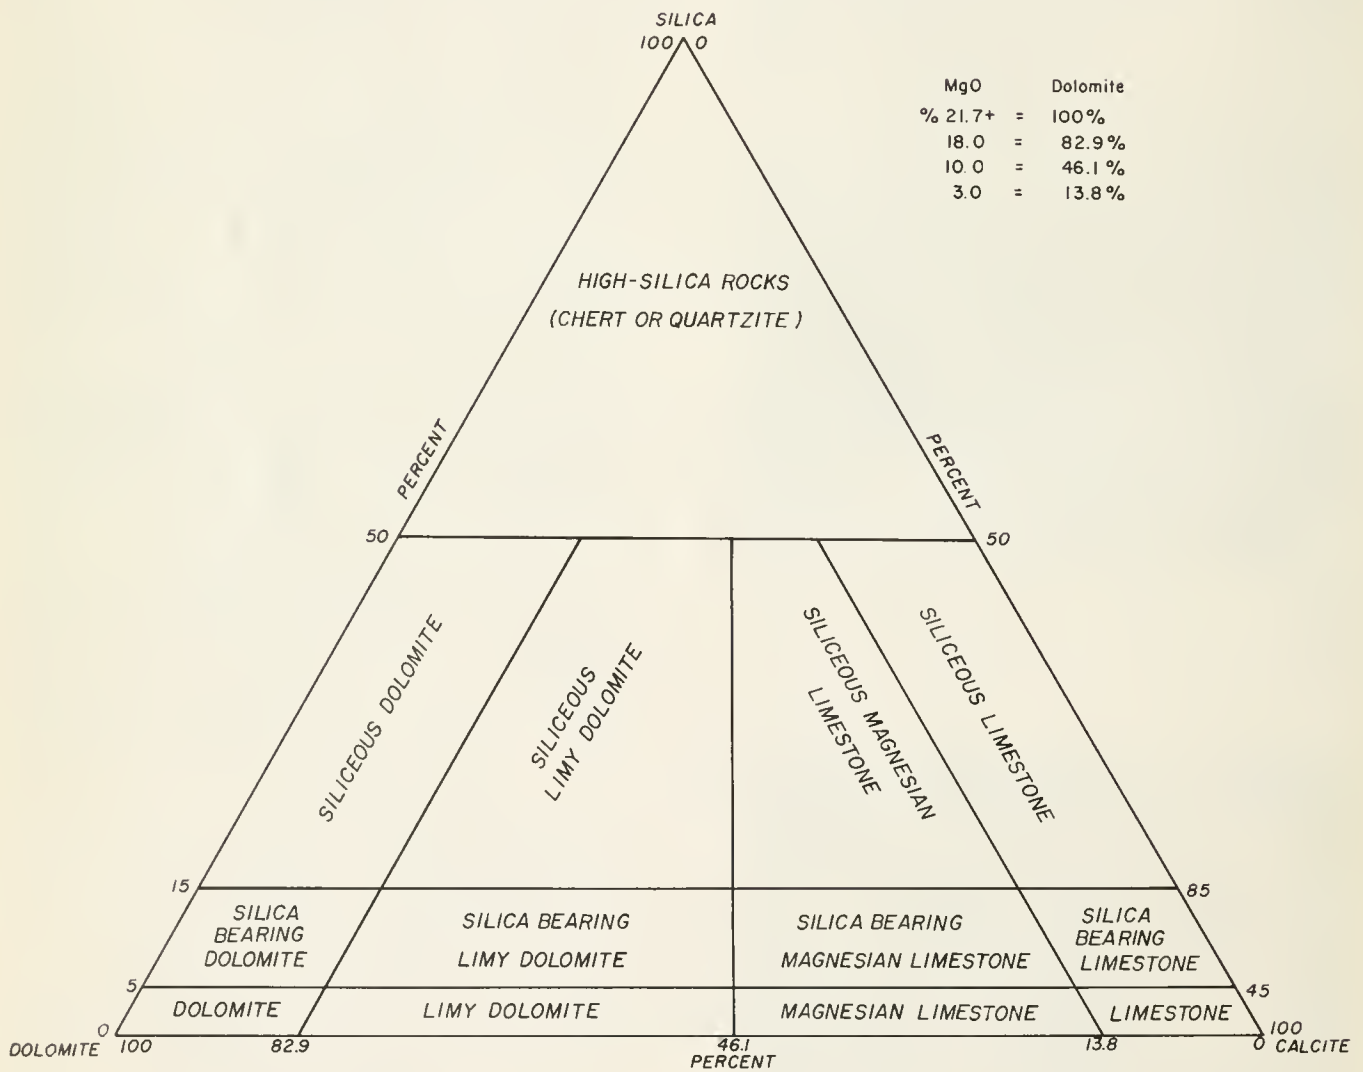 SILICA
100 0
MgO Dolomite
% 21.7+ = 100%
18.0 = 82.9%
10.0 = 46.1%
3.0 = 13.8%
HIGH-SILICA ROCKS
(CHERT OR QUARTZITE)
PERCENT
PERCENT
50
50
SILICEOUS DOLOMITE
SILICEOUS
LIMY DOLOMITE
SILICEOUS MAGNESIAN
LIMESTONE
SILICEOUS LIMESTONE
15
85
SILICA
BEARING
DOLOMITE
SILICA BEARING
LIMY DOLOMITE
SILICA BEARING
MAGNESIAN LIMESTONE
SILICA
BEARING
LIMESTONE
5
45
DOLOMITE
LIMY DOLOMITE
MAGNESIAN LIMESTONE
LIMESTONE
0
100
DOLOMITE 100 82.9 46.1 13.8 0 CALCITE
PERCENT